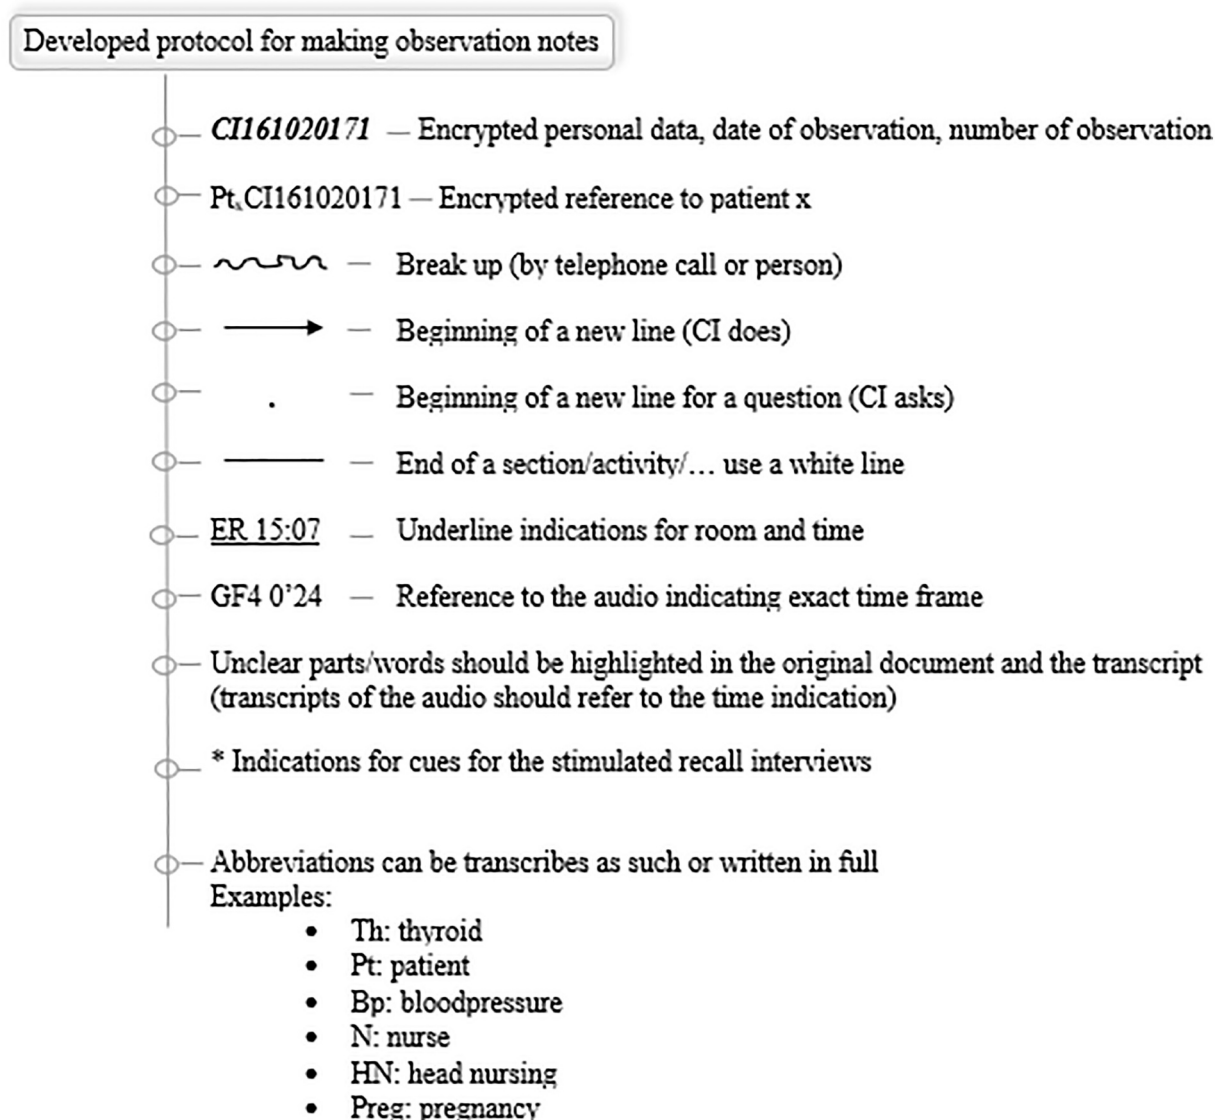 Developed protocol for making observation notes
CI161020171 — Encrypted personal data, date of observation, number of observation
PtxCI161020171 — Encrypted reference to patient x
— Break up (by telephone call or person)
— Beginning of a new line (CI does)
. — Beginning of a new line for a question (CI asks)
— End of a section/activity/… use a white line
ER 15:07 — Underline indications for room and time
GF4 0’24 — Reference to the audio indicating exact time frame
Unclear parts/words should be highlighted in the original document and the transcript
(transcripts of the audio should refer to the time indication)
* Indications for cues for the stimulated recall interviews
Abbreviations can be transcribes as such or written in full
Examples:
• Th: thyroid
• Pt: patient
• Bp: bloodpressure
• N: nurse
• HN: head nursing
• Preg: pregnancy